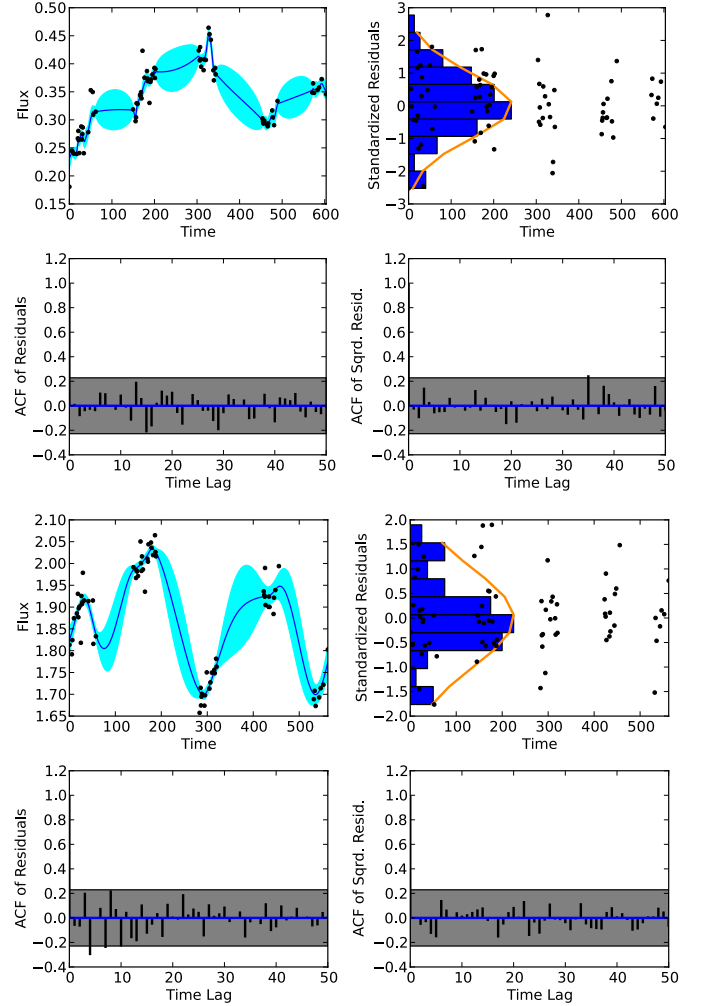 0.50
0.45
0.40
0.35
0.30
0.25
0.20
0.15
Flux
0 100 200 300 400 500 600
Time
3
2
1
0
−1
−2
−3
Standardized Residuals
0 100 200 300 400 500 600
Time
1.2
1.0
0.8
0.6
0.4
0.2
0.0
−0.2
−0.4
ACF of Residuals
0 10 20 30 40 50
Time Lag
1.2
1.0
0.8
0.6
0.4
0.2
0.0
−0.2
−0.4
ACF of Sqrd. Resid.
0 10 20 30 40 50
Time Lag
2.10
2.05
2.00
1.95
1.90
1.85
1.80
1.75
1.70
1.65
Flux
0 100 200 300 400 500
Time
2.0
1.5
1.0
0.5
0.0
−0.5
−1.0
−1.5
−2.0
Standardized Residuals
0 100 200 300 400 500
Time
1.2
1.0
0.8
0.6
0.4
0.2
0.0
−0.2
−0.4
ACF of Residuals
0 10 20 30 40 50
Time Lag
1.2
1.0
0.8
0.6
0.4
0.2
0.0
−0.2
−0.4
ACF of Sqrd. Resid.
0 10 20 30 40 50
Time Lag